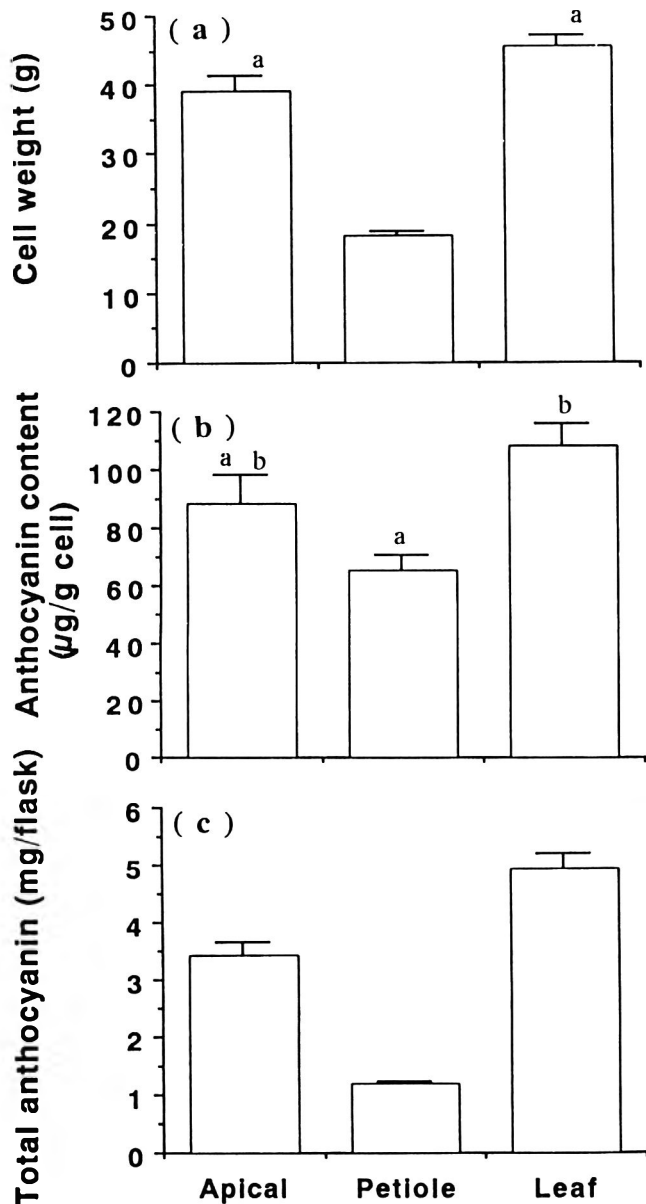 Cell weight (g)
50
40
30
20
10
0
( a )
a
a
Anthocyanin content
(µg/g cell)
120
100
80
60
40
20
0
( b )
a b
a
b
Total anthocyanin (mg/flask)
6
5
4
3
2
1
0
( c )
Apical Petiole Leaf